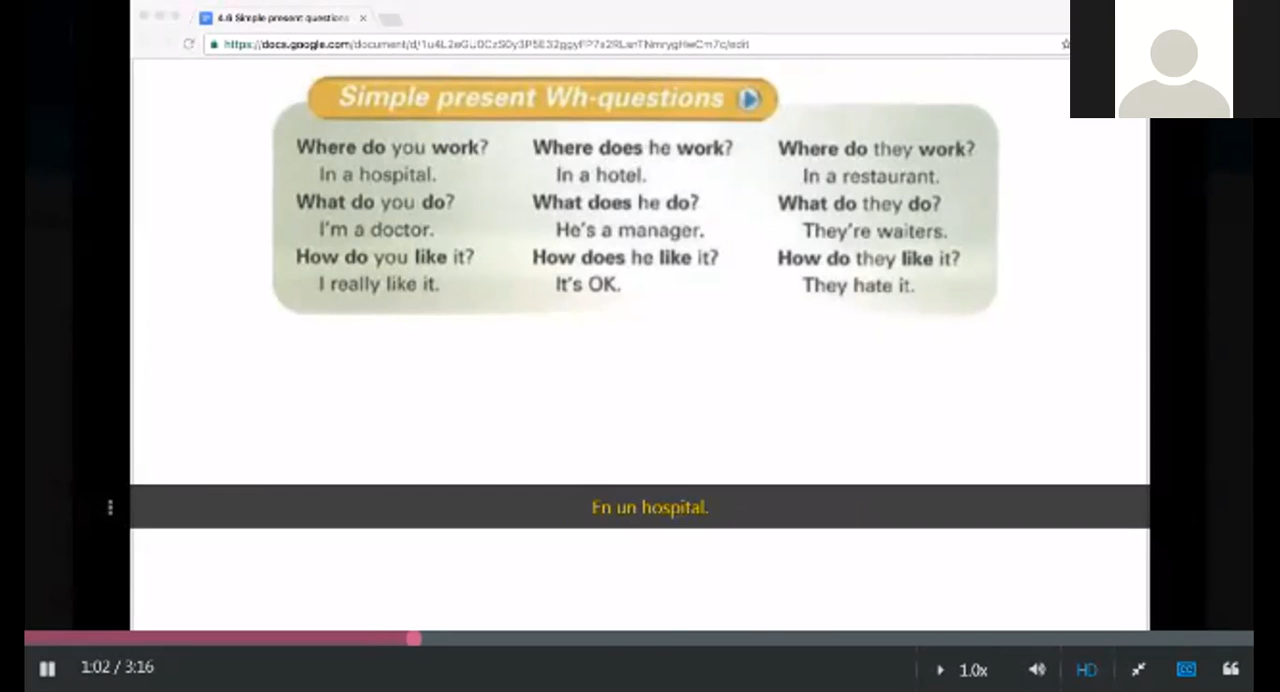 4.6 Simple present questions
Simple present Wh-questions
Where do you work?
In a hospital.
What do you do?
I'm a doctor.
How do you like it?
I really like it.
Where does he work?
In a hotel.
What does he do?
He's a manager.
How does he like it?
It's OK.
Where do they work?
In a restaurant.
What do they do?
They're waiters.
How do they like it?
They hate it.
En un hospital.
1:02 / 3:16
1.0x
HD
CC